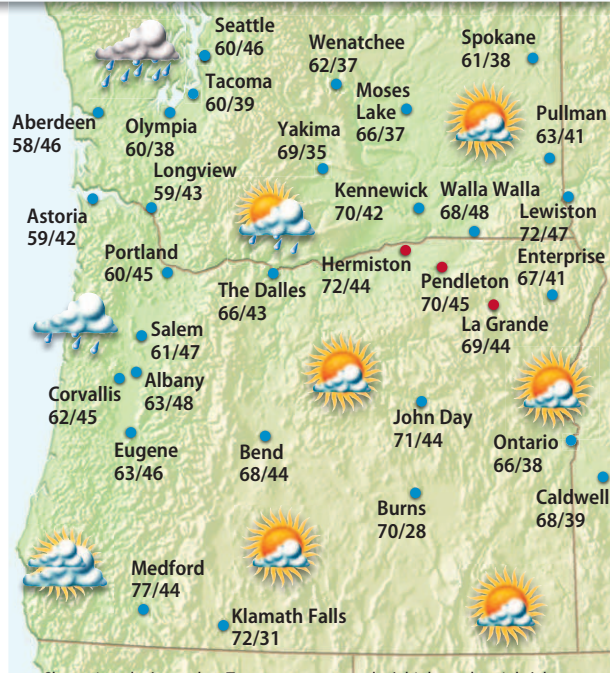 Seattle
60/46
Wenatchee
62/37
Spokane
61/38
Tacoma
60/39
Moses
Lake
66/37
Aberdeen
58/46
Olympia
60/38
Yakima
69/35
Pullman
63/41
Longview
59/43
Kennewick
70/42
Walla Walla
68/48
Lewiston
72/47
Astoria
59/42
Portland
60/45
The Dalles
66/43
Hermiston
72/44
Pendleton
70/45
Enterprise
67/41
La Grande
69/44
Salem
61/47
Corvallis
62/45
Albany
63/48
John Day
71/44
Eugene
63/46
Bend
68/44
Ontario
66/38
Burns
70/28
Caldwell
68/39
Medford
77/44
Klamath Falls
72/31